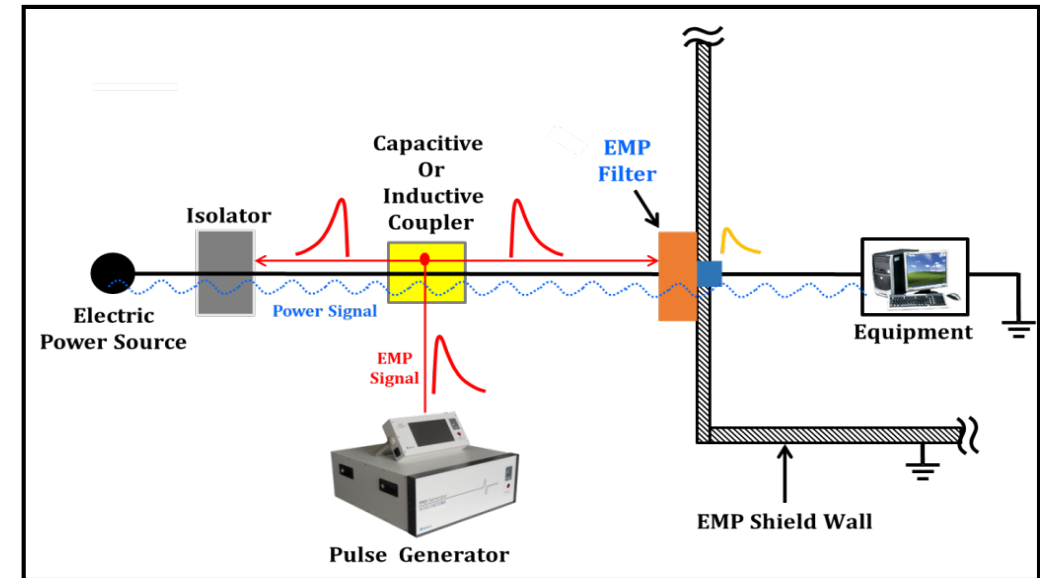 Capacitive
Or
Inductive
Coupler
EMP
Filter
Isolator
Electric
Power Source
Power Signal
EMP
Signal
Equipment
EMP Shield Wall
Pulse Generator